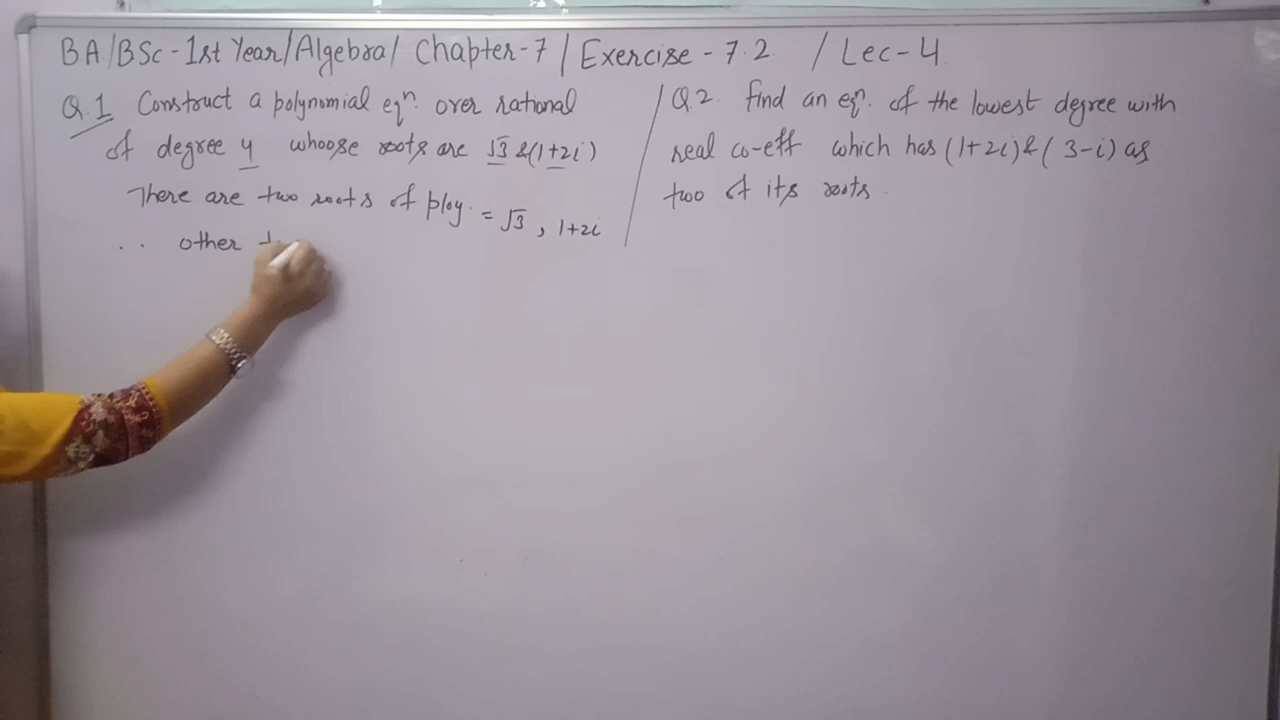 BA/BSc - 1st Year/Algebra/ Chapter-7 / Exercise - 7.2 / Lec-4
Q.1 Construct a polynomial eqn. over rational
of degree 4 whoose roots are √3 &(1+2i)
There are two roots of ploy. = √3 , 1+2i
.. other
/ Q.2. find an eqn. of the lowest degree with
real co-eff which has (1+2i) & (3-i) as
two of its roots.